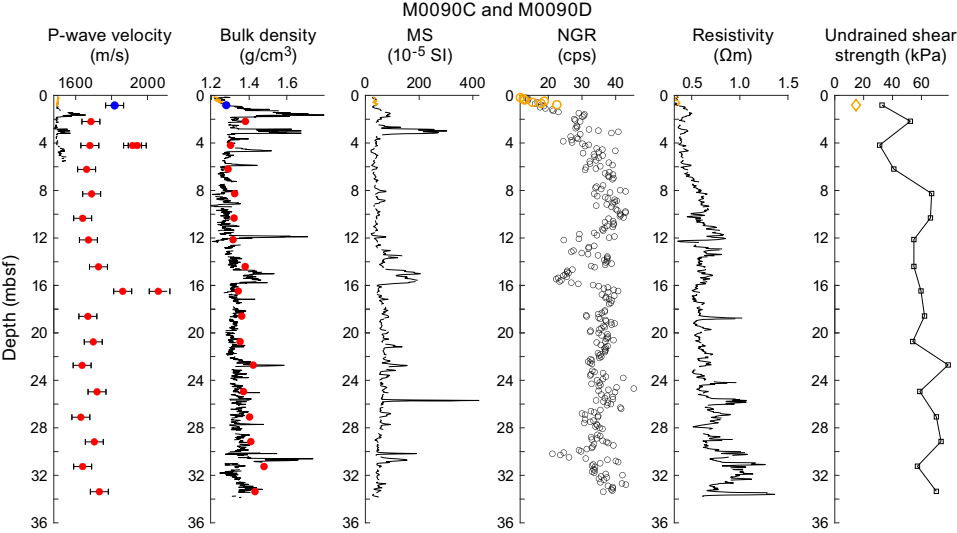 M0090C and M0090D
P-wave velocity
(m/s)
Bulk density
(g/cm³)
MS
(10⁻⁵ SI)
NGR
(cps)
Resistivity
(Ωm)
Undrained shear
strength (kPa)
1600 2000
1.2 1.4 1.6
0 200 400
0 20 40
0.5 1.0 1.5
0 20 40 60
Depth (mbsf)
0 0 0 0 0 0
4 4 4 4 4 4
8 8 8 8 8 8
12 12 12 12 12 12
16 16 16 16 16 16
20 20 20 20 20 20
24 24 24 24 24 24
28 28 28 28 28 28
32 32 32 32 32 32
36 36 36 36 36 36